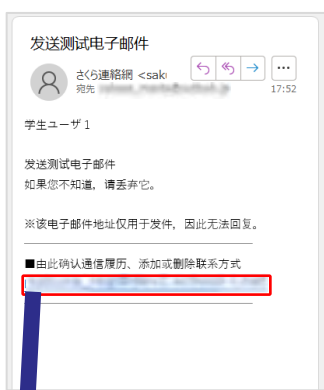 发送测试电子邮件
さくら連絡網 <saku
宛先
17:52
学生ユーザ1
发送测试电子邮件
如果您不知道，请丢弃它。
※该电子邮件地址仅用于发件，因此无法回复。
■由此确认通信履历、添加或删除联系方式